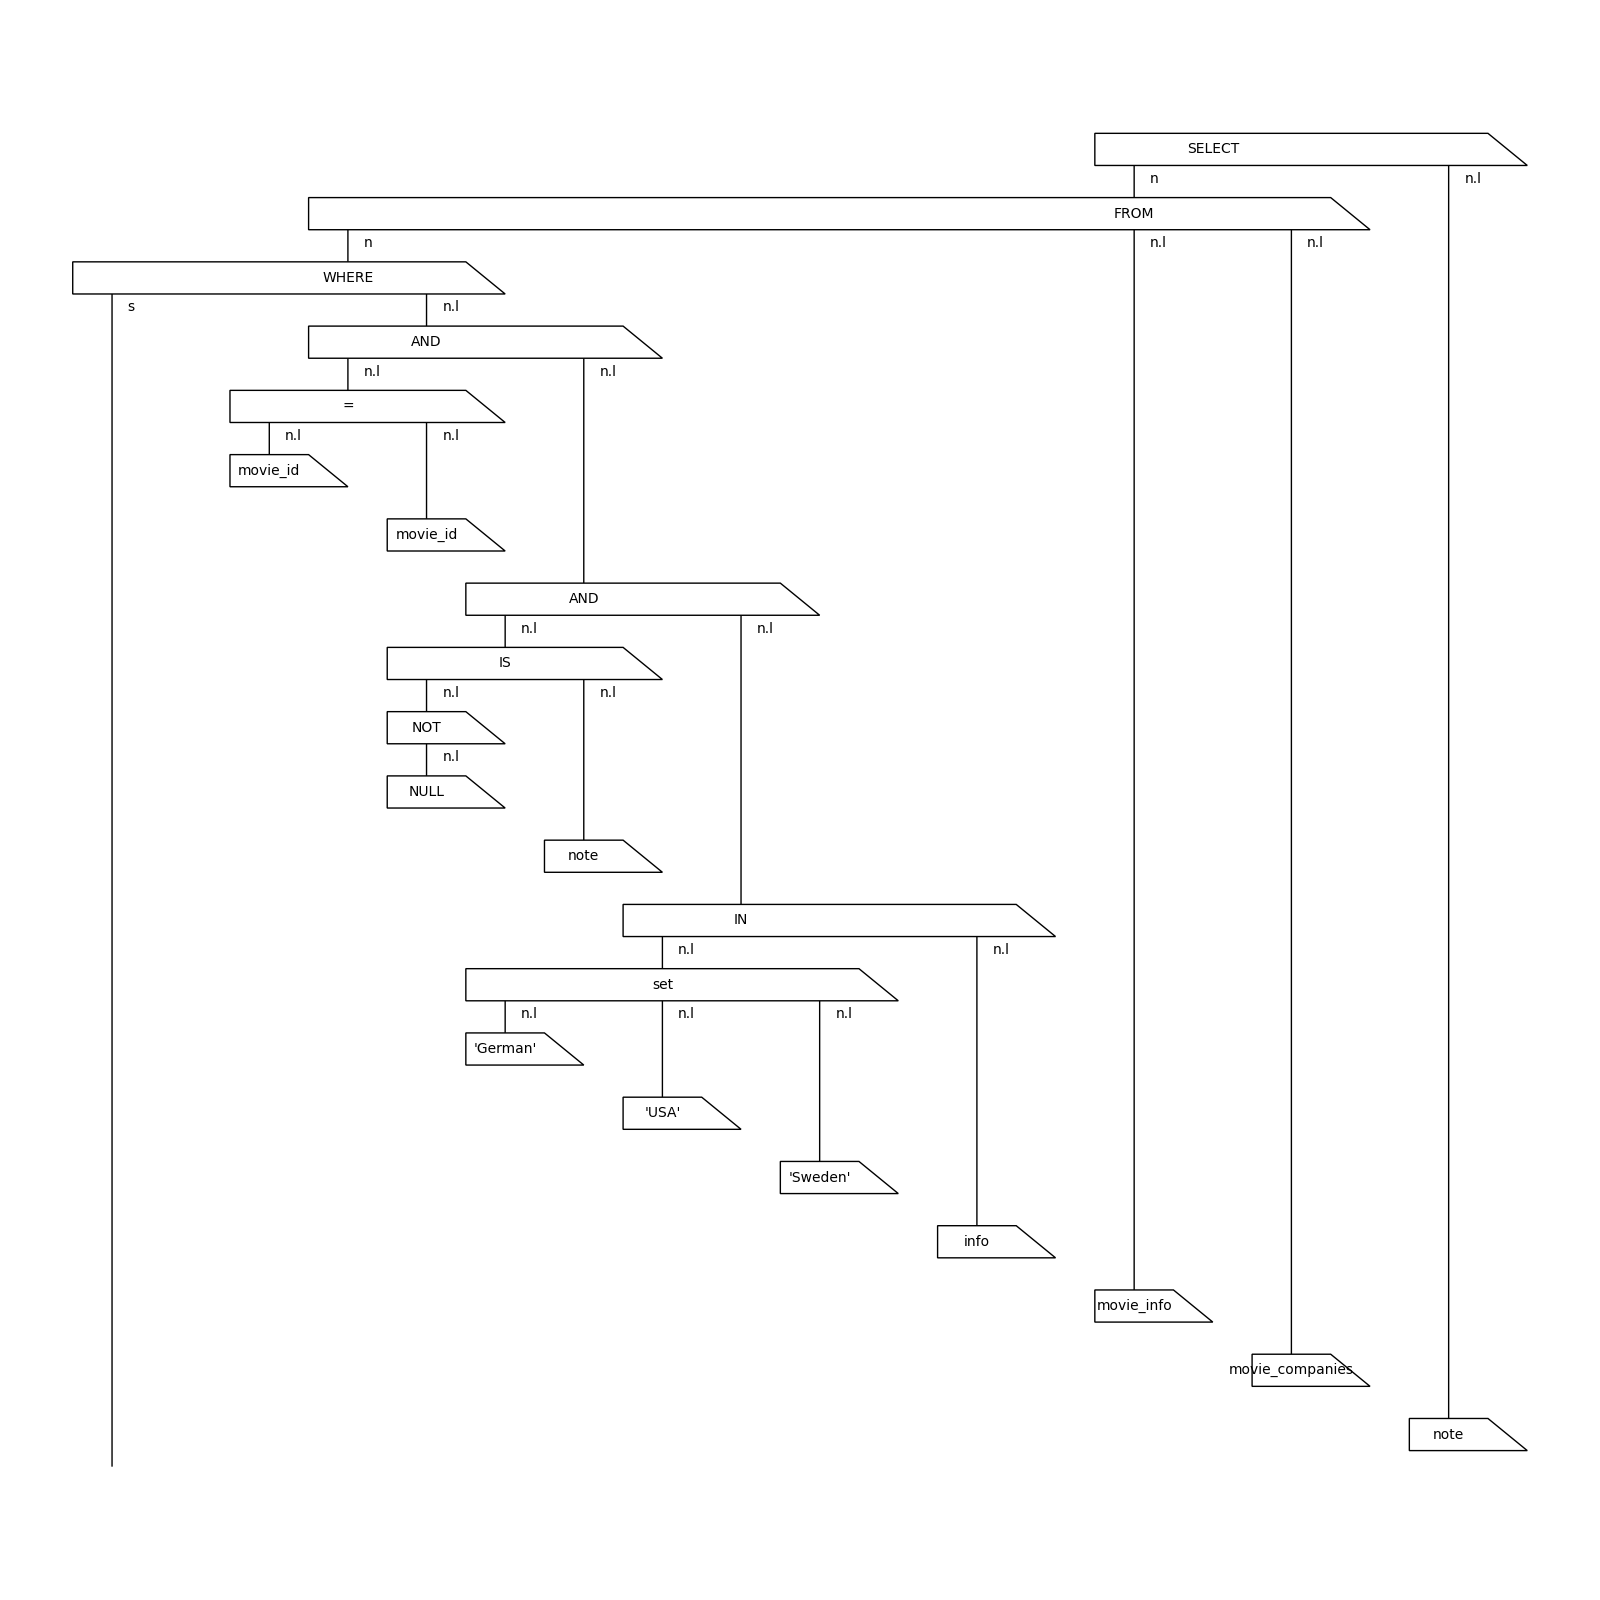 SELECT
n n.l
FROM
n n.l n.l
WHERE
s n.l
AND
n.l n.l
=
n.l n.l
movie_id
movie_id
AND
n.l n.l
IS
n.l n.l
NOT
n.l
NULL
note
IN
n.l n.l
set
n.l n.l n.l
'German'
'USA'
'Sweden'
info
movie_info
movie_companies
note